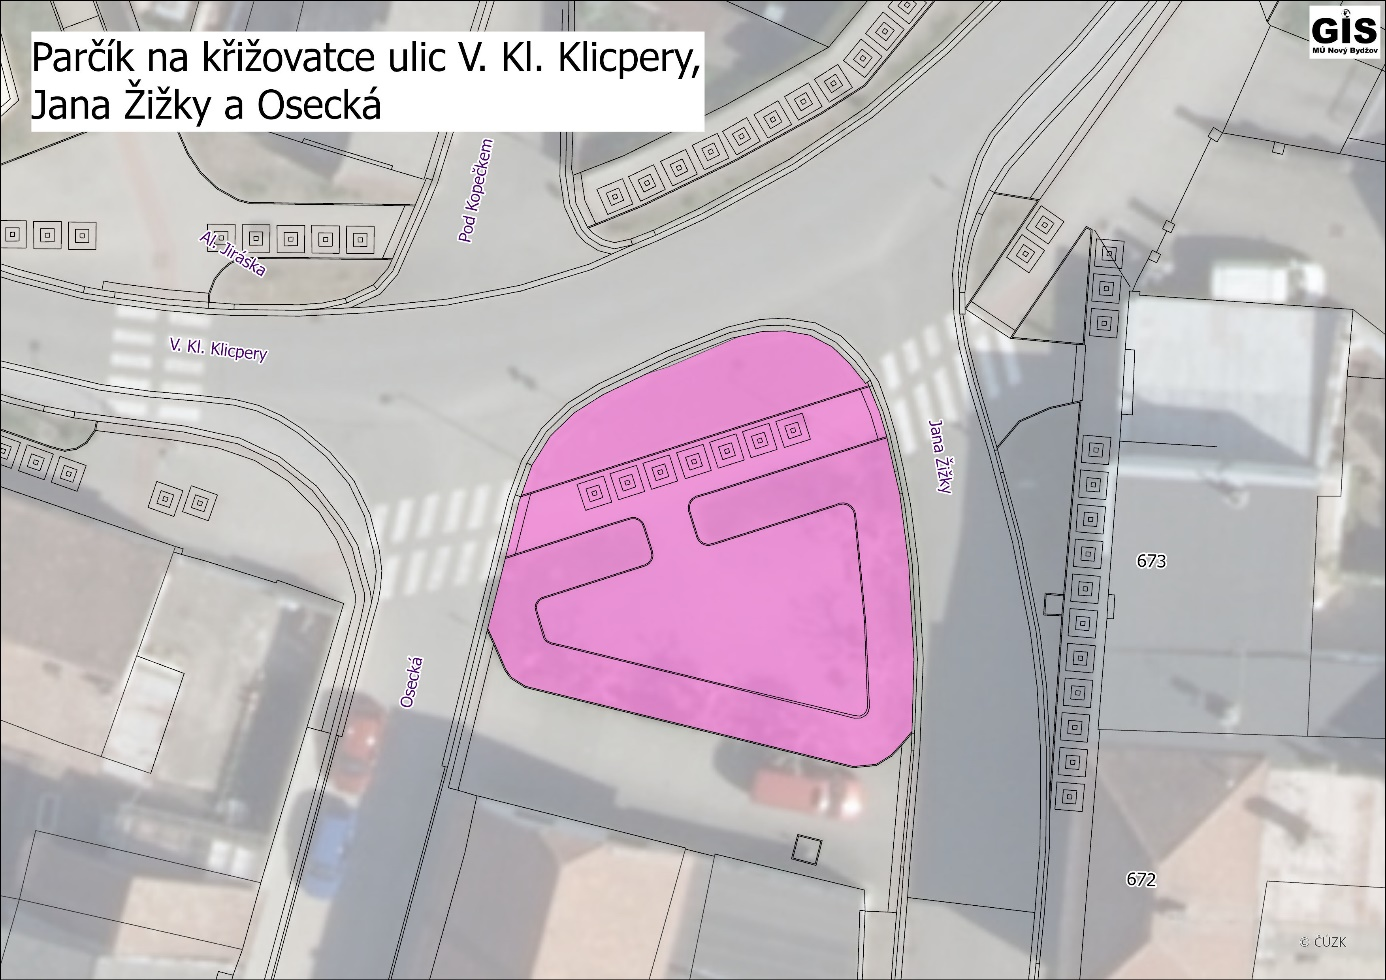 Parčík na křižovatce ulic V. Kl. Klicpery,
Jana Žižky a Osecká
GIS
MÚ Nový Bydžov
Pod Kopečkem
Al. Jiráska
V. Kl. Klicpery
Jana Žižky
673
Osecká
672
© ČÚZK